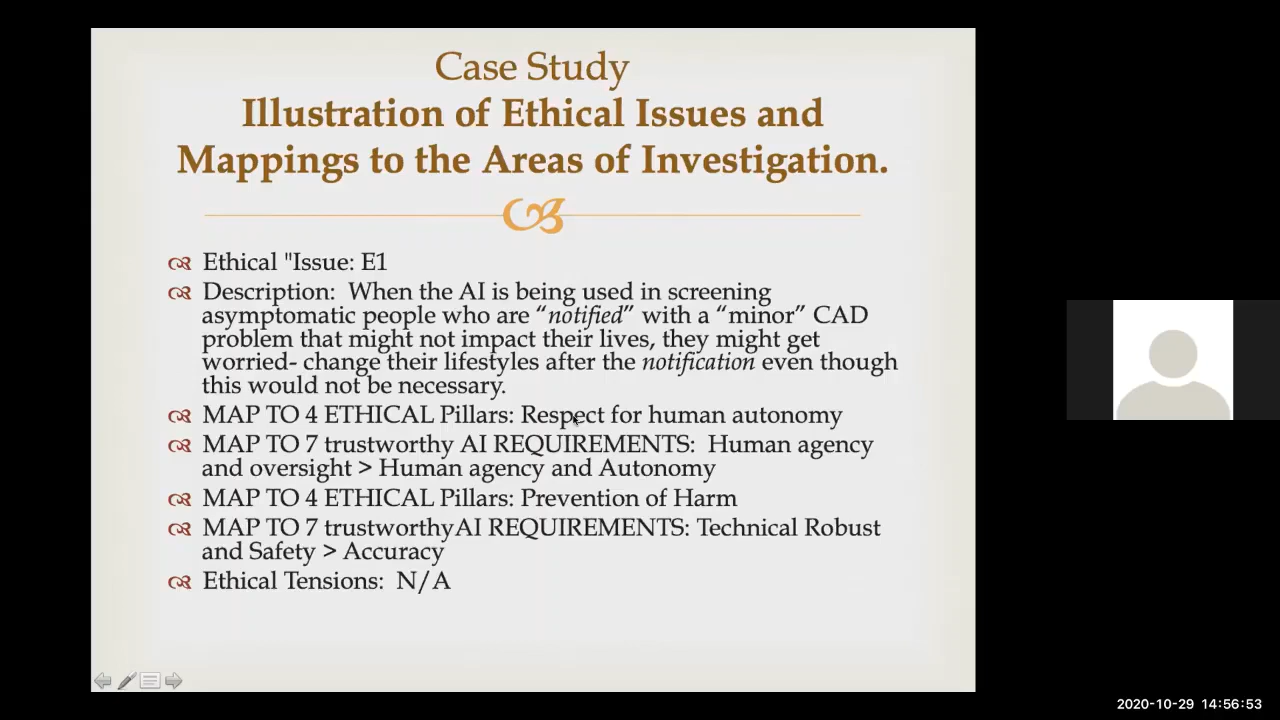 Case Study
Illustration of Ethical Issues and
Mappings to the Areas of Investigation.
Ethical "Issue: E1
Description: When the AI is being used in screening
asymptomatic people who are “notified” with a “minor” CAD
problem that might not impact their lives, they might get
worried- change their lifestyles after the notification even though
this would not be necessary.
MAP TO 4 ETHICAL Pillars: Respect for human autonomy
MAP TO 7 trustworthy AI REQUIREMENTS: Human agency
and oversight > Human agency and Autonomy
MAP TO 4 ETHICAL Pillars: Prevention of Harm
MAP TO 7 trustworthyAI REQUIREMENTS: Technical Robust
and Safety > Accuracy
Ethical Tensions: N/A
2020-10-29 14:56:53